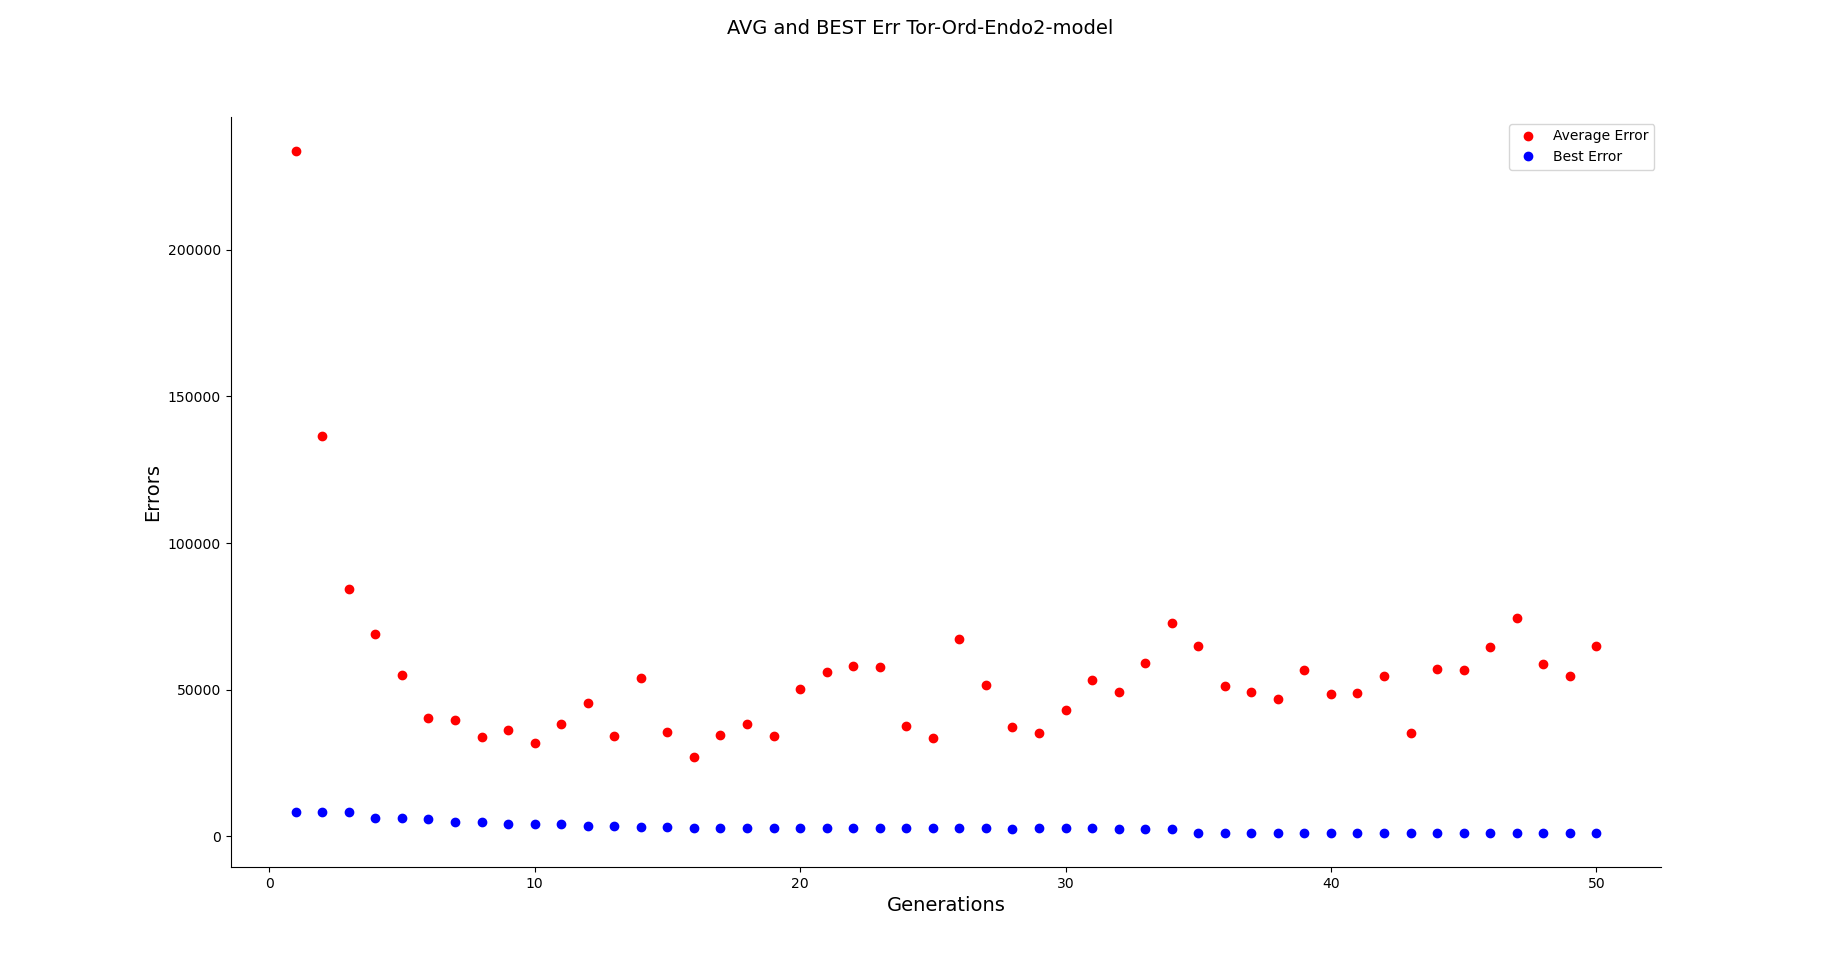 AVG and BEST Err Tor-Ord-Endo2-model
Average Error
Best Error
Errors
200000
150000
100000
50000
0
0 10 20 30 40 50
Generations